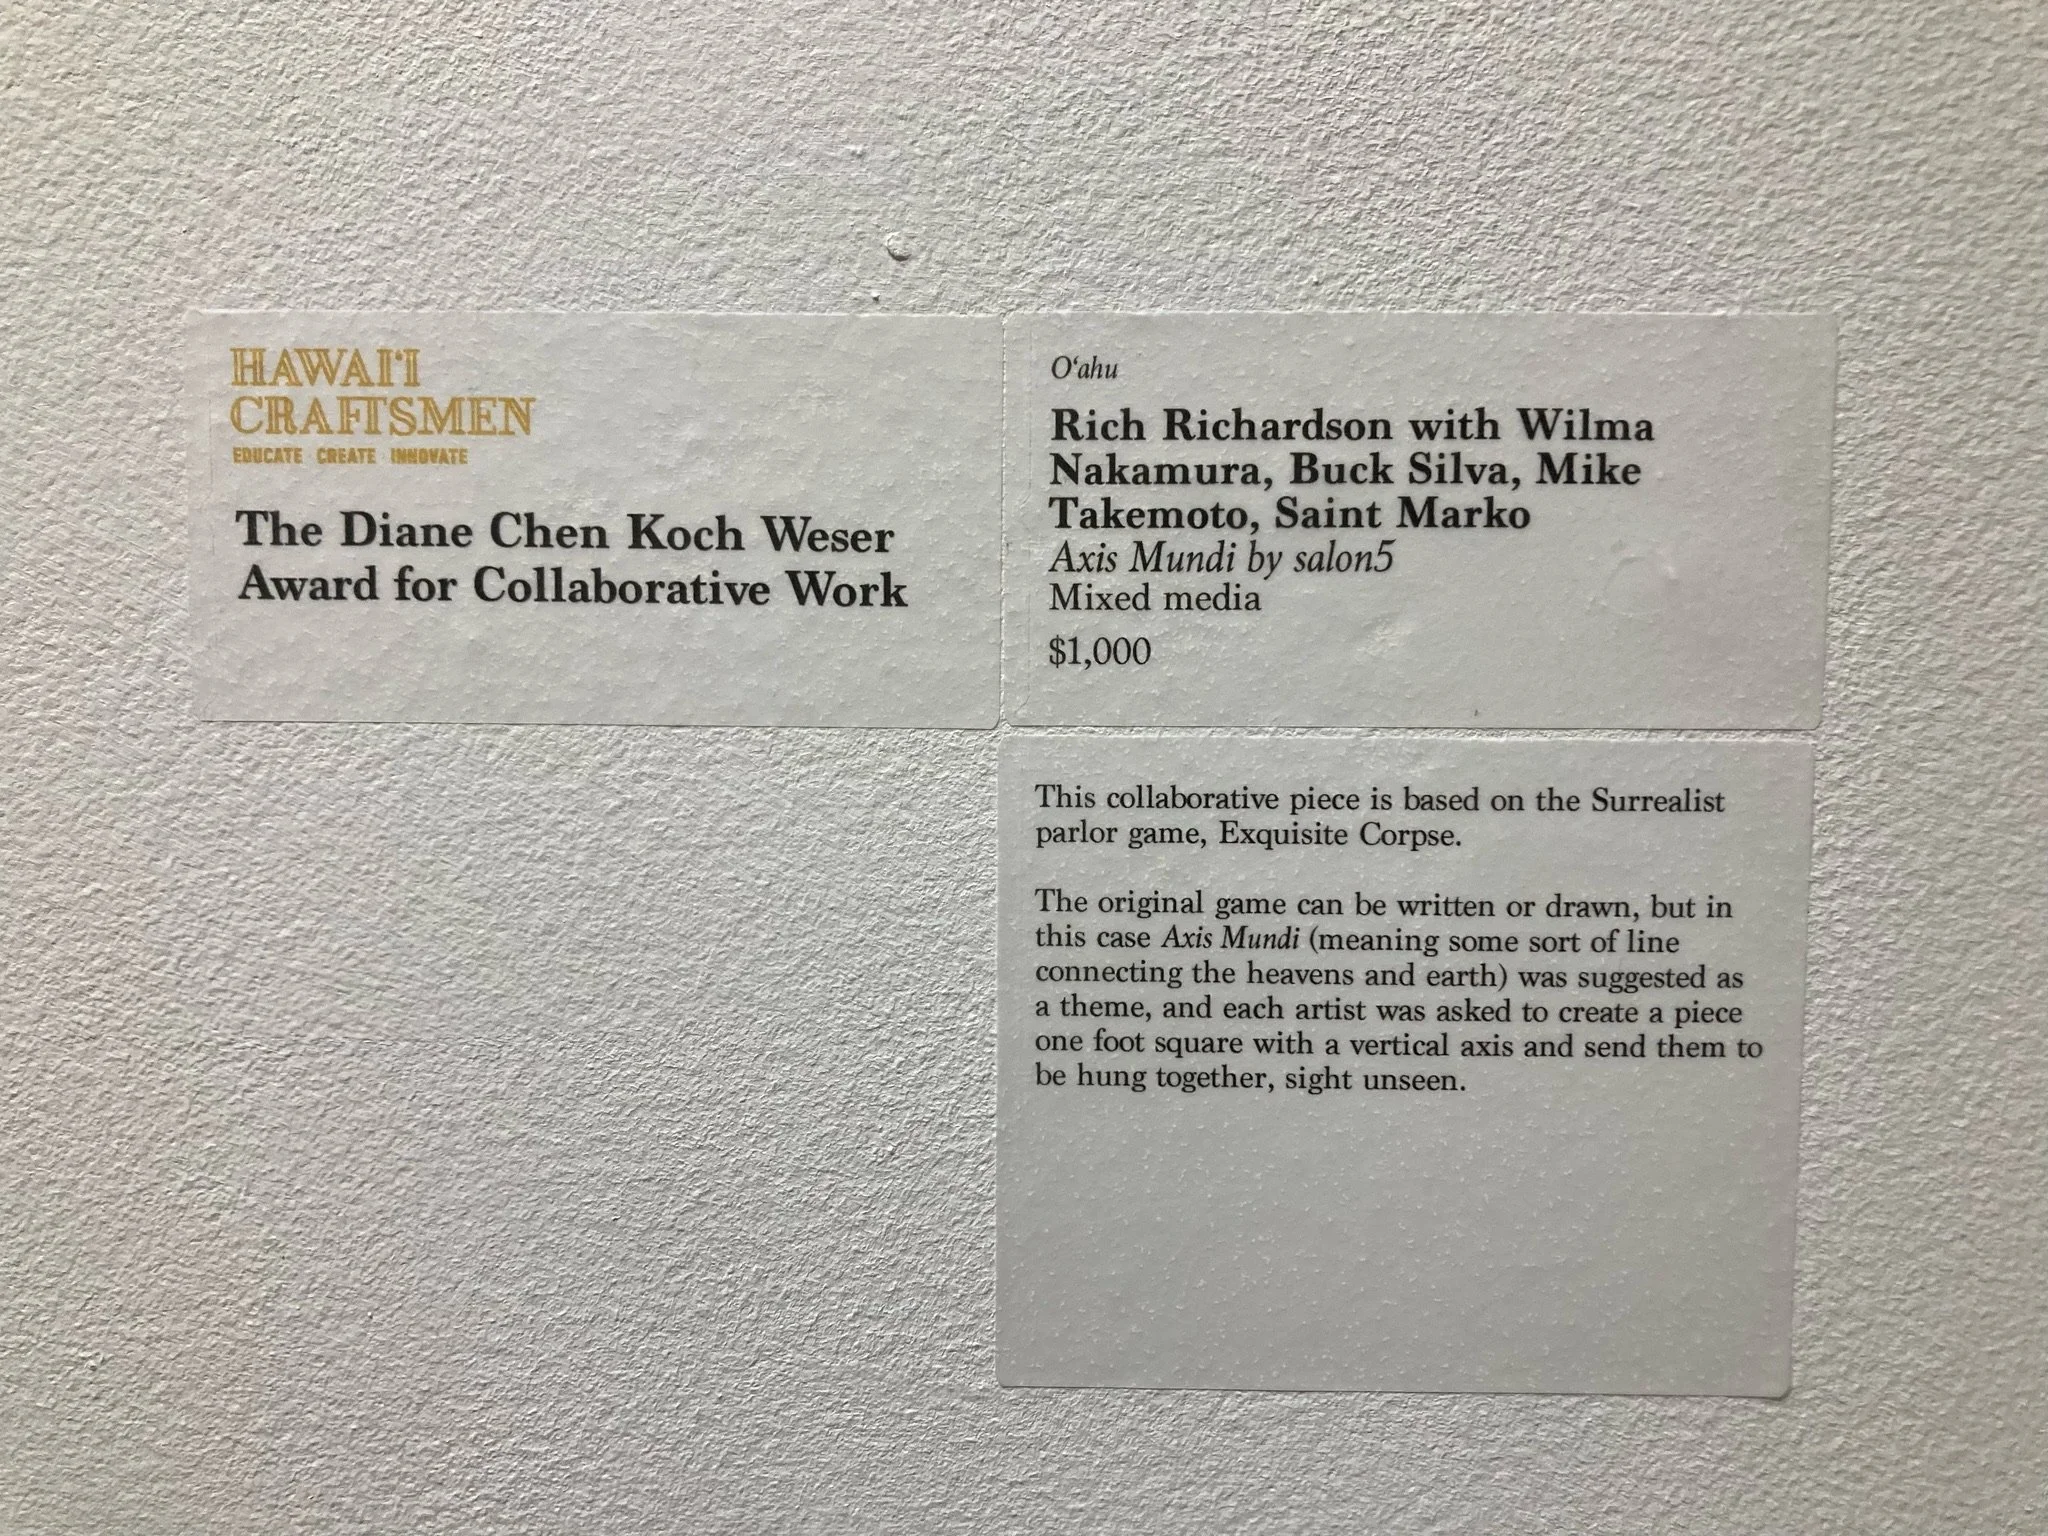 HAWAIʻI
CRAFTSMEN
EDUCATE CREATE INNOVATE
The Diane Chen Koch Weser
Award for Collaborative Work
Oʻahu
Rich Richardson with Wilma
Nakamura, Buck Silva, Mike
Takemoto, Saint Marko
Axis Mundi by salon5
Mixed media
$1,000
This collaborative piece is based on the Surrealist
parlor game, Exquisite Corpse.
The original game can be written or drawn, but in
this case Axis Mundi (meaning some sort of line
connecting the heavens and earth) was suggested as
a theme, and each artist was asked to create a piece
one foot square with a vertical axis and send them to
be hung together, sight unseen.